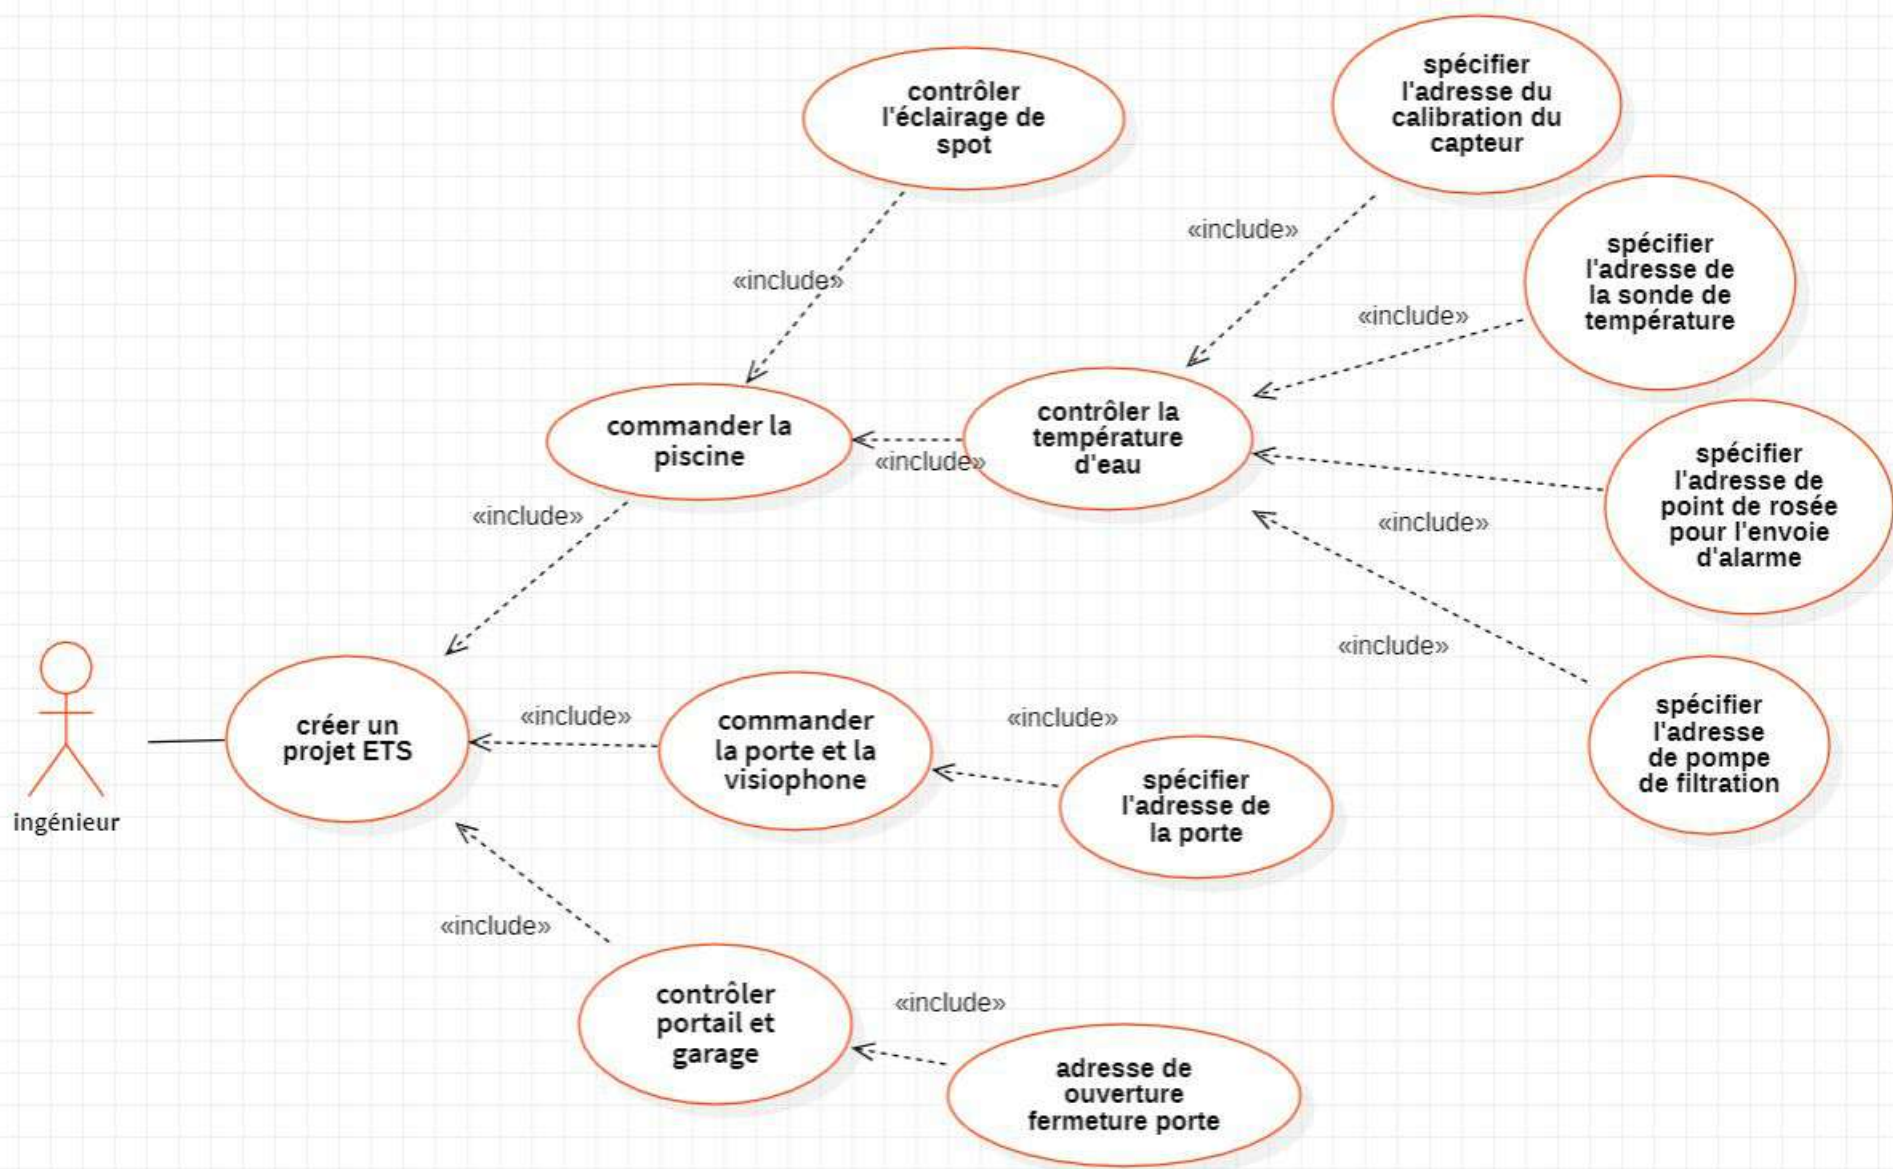 contrôler
l'éclairage de
spot
spécifier
l'adresse du
calibration du
capteur
«include»
spécifier
l'adresse de
la sonde de
température
«include»
«include»
commander la
piscine
«include»
contrôler la
température
d'eau
spécifier
l'adresse de
point de rosée
pour l'envoie
d'alarme
«include»
«include»
«include»
ingénieur
créer un
projet ETS
«include»
commander
la porte et la
visiophone
«include»
spécifier
l'adresse de
la porte
spécifier
l'adresse
de pompe
de filtration
«include»
contrôler
portail et
garage
«include»
adresse de
ouverture
fermeture porte